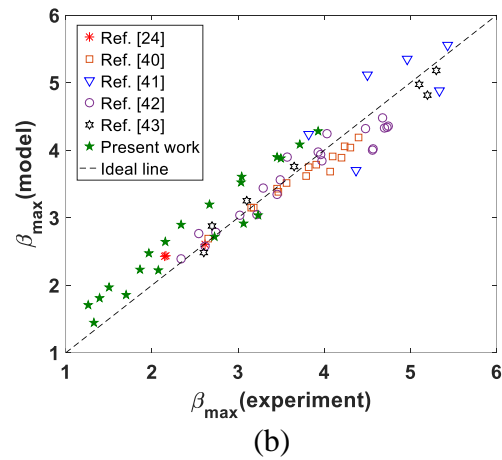 6
5
4
3
2
1
β_max(model)
Ref. [24]
Ref. [40]
Ref. [41]
Ref. [42]
Ref. [43]
Present work
Ideal line
1 2 3 4 5 6
β_max(experiment)
(b)